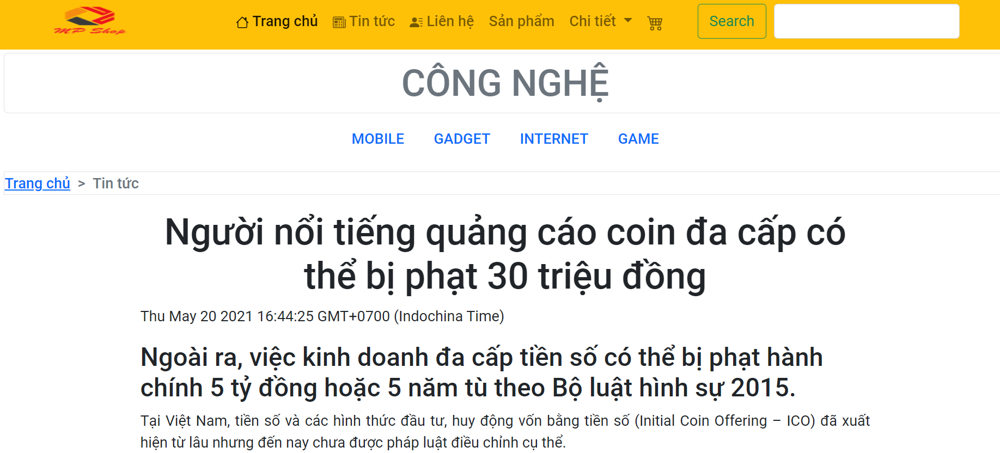 MP Shop
Trang chủ
Tin tức
Liên hệ
Sản phẩm
Chi tiết
Search
CÔNG NGHỆ
MOBILE GADGET INTERNET GAME
Trang chủ > Tin tức
Người nổi tiếng quảng cáo coin đa cấp có
thể bị phạt 30 triệu đồng
Thu May 20 2021 16:44:25 GMT+0700 (Indochina Time)
Ngoài ra, việc kinh doanh đa cấp tiền số có thể bị phạt hành
chính 5 tỷ đồng hoặc 5 năm tù theo Bộ luật hình sự 2015.
Tại Việt Nam, tiền số và các hình thức đầu tư, huy động vốn bằng tiền số (Initial Coin Offering – ICO) đã xuất
hiện từ lâu nhưng đến nay chưa được pháp luật điều chỉnh cụ thể.